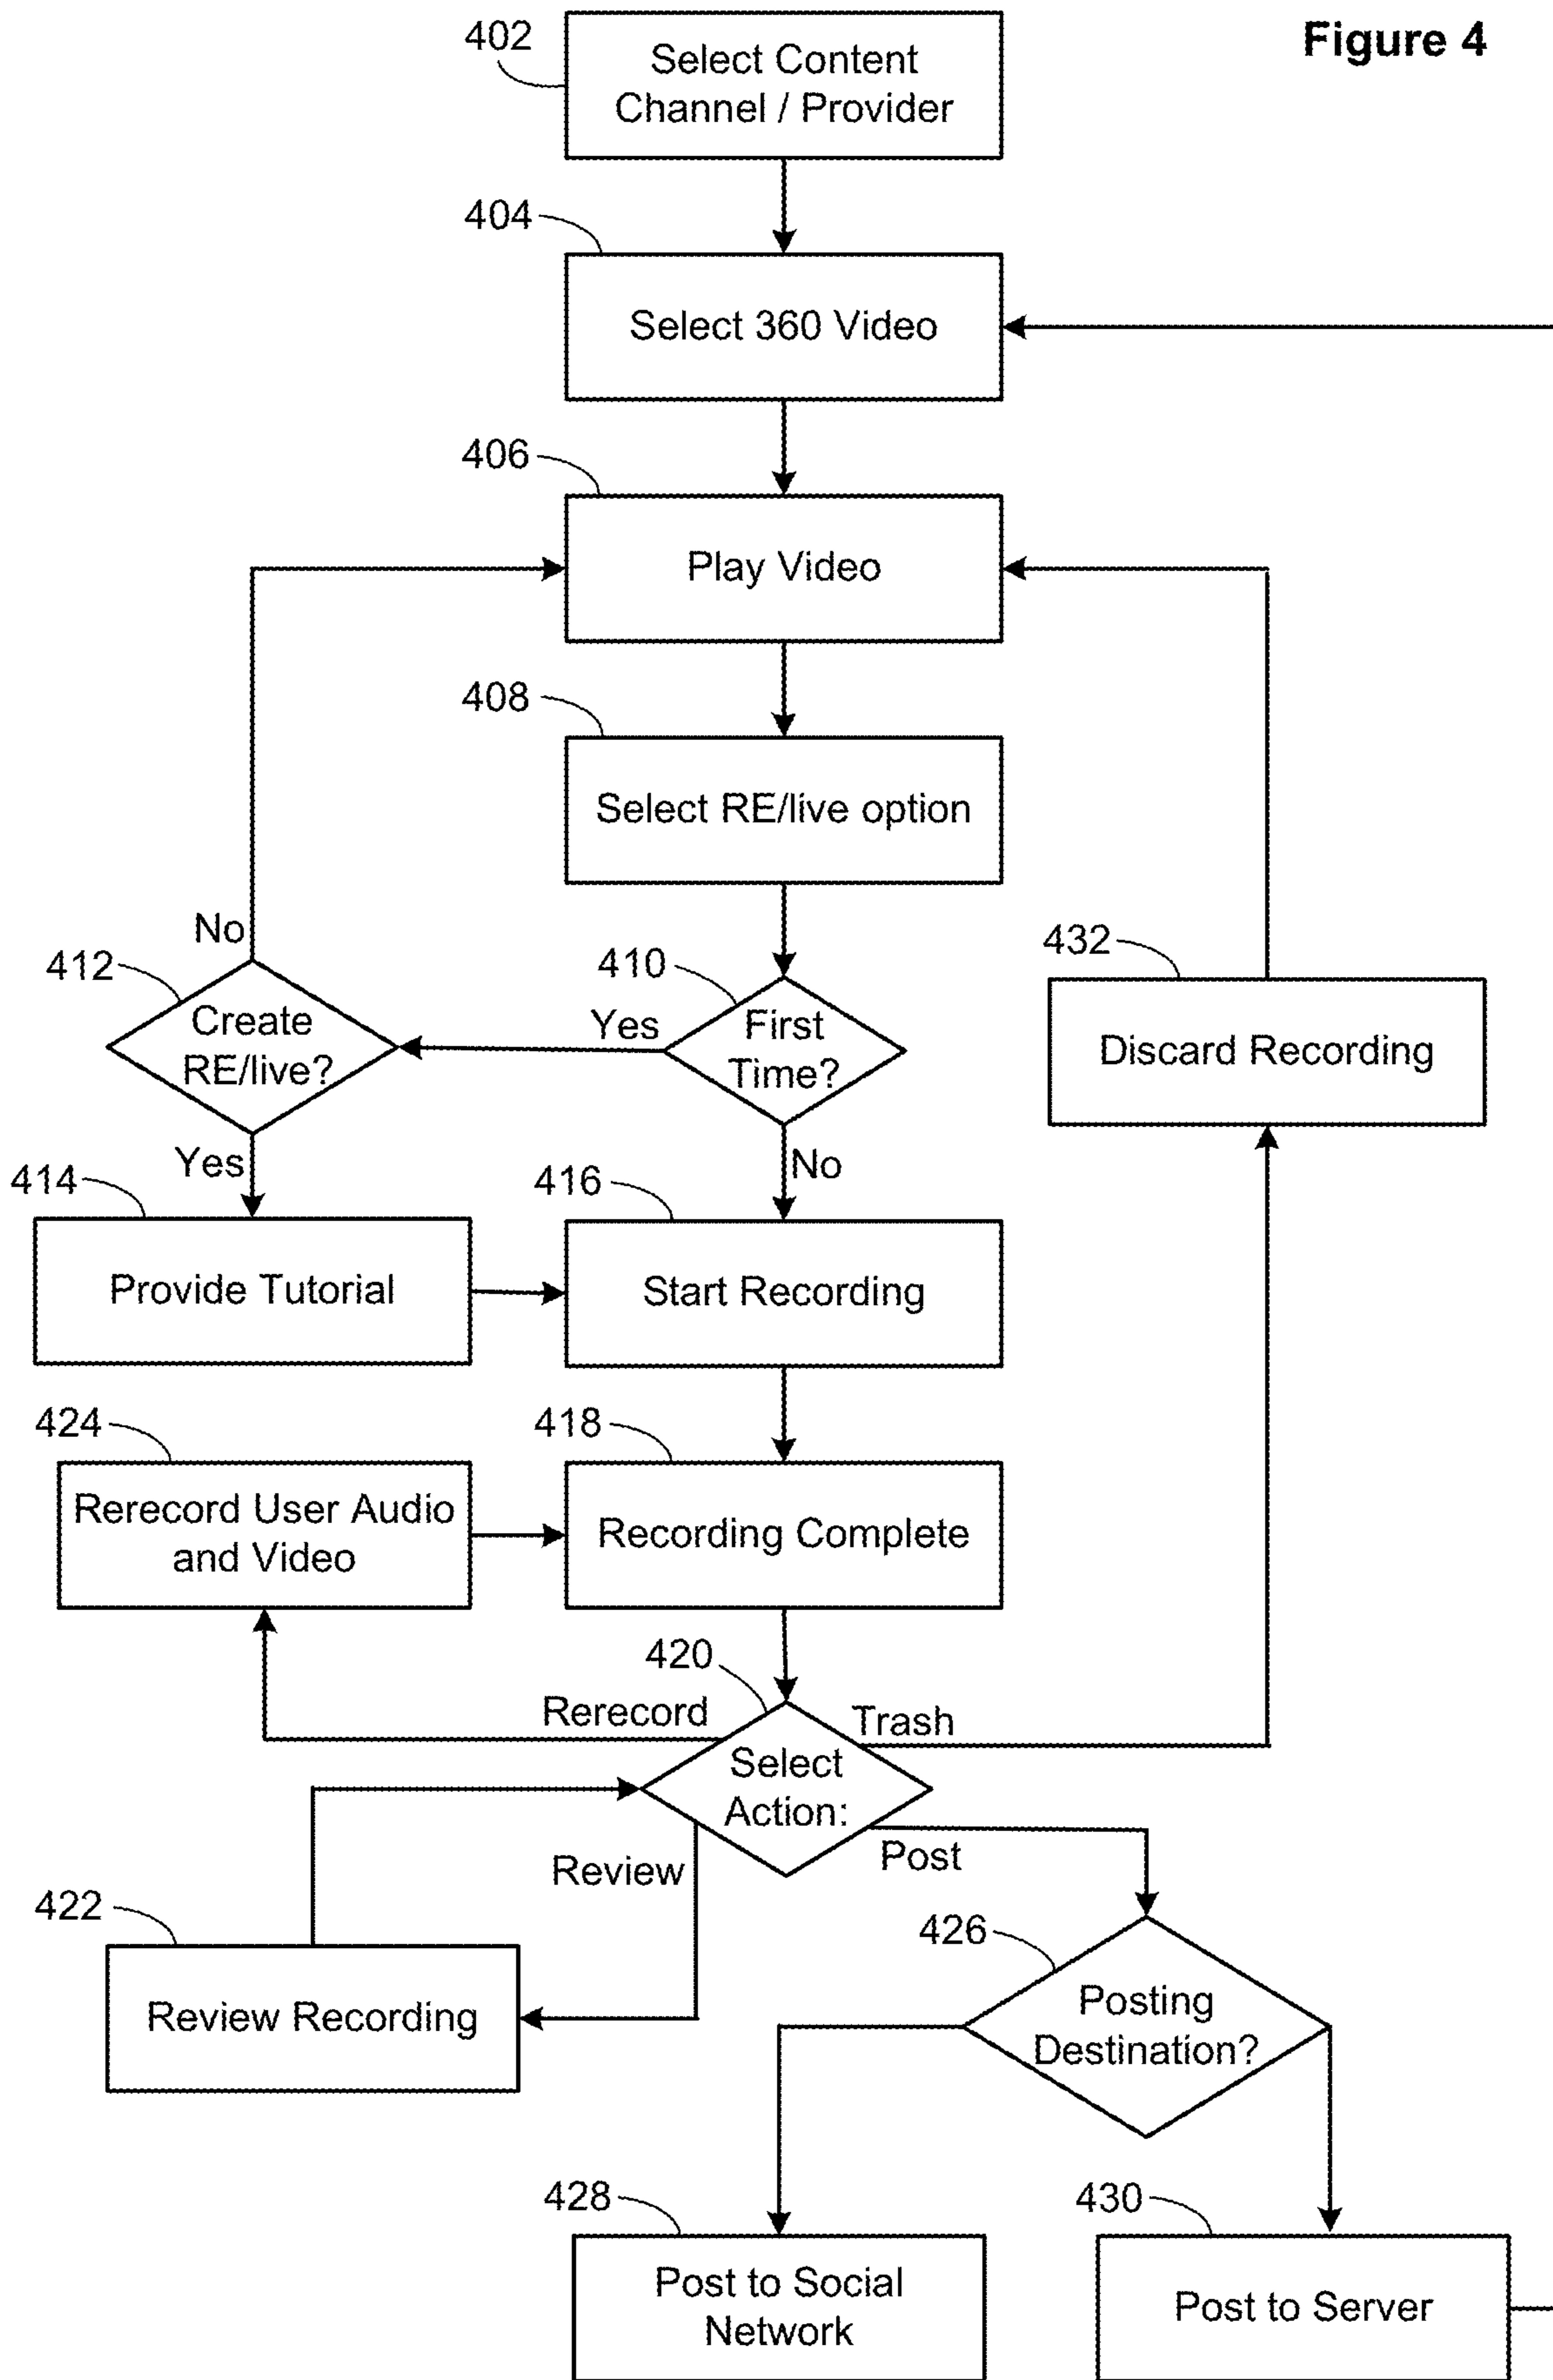 Figure 4
402
Select Content
Channel / Provider
404
Select 360 Video
406
Play Video
408
Select RE/live option
No
412
Create
RE/live?
Yes
410
First
Time?
432
Discard Recording
Yes
No
414
Provide Tutorial
416
Start Recording
424
Rerecord User Audio
and Video
418
Recording Complete
420
Rerecord
Trash
Select
Action:
Review
Post
422
Review Recording
426
Posting
Destination?
428
Post to Social
Network
430
Post to Server